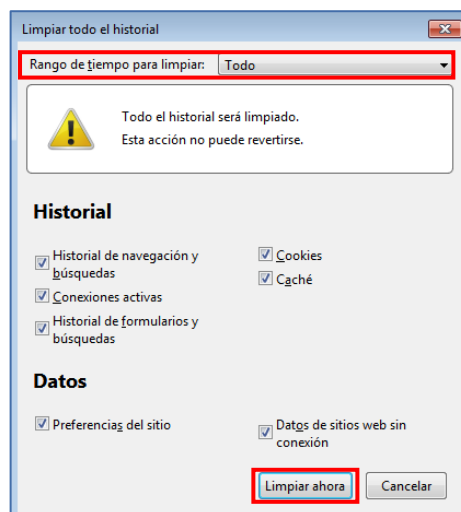 Limpiar todo el historial
Rango de tiempo para limpiar: Todo
Todo el historial será limpiado.
Esta acción no puede revertirse.
Historial
Historial de navegación y
búsquedas
Cookies
Conexiones activas
Caché
Historial de formularios y
búsquedas
Datos
Preferencias del sitio
Datos de sitios web sin
conexión
Limpiar ahora
Cancelar